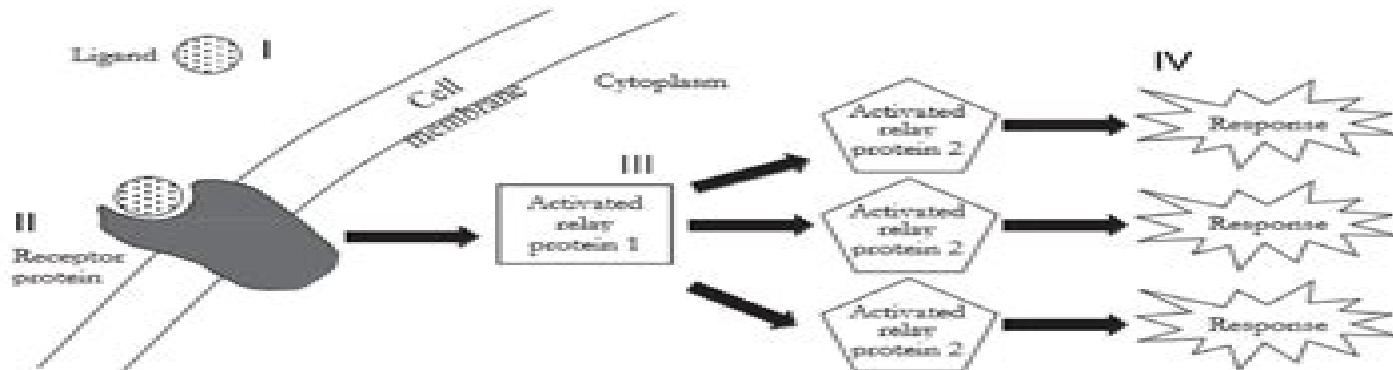 IV
Ligand
I
Cell
membrane
Cytoplasm
Activated
relay
protein 2
Response
III
II
Receptor
protein
Activated
relay
protein 1
Activated
relay
protein 2
Response
Activated
relay
protein 2
Response